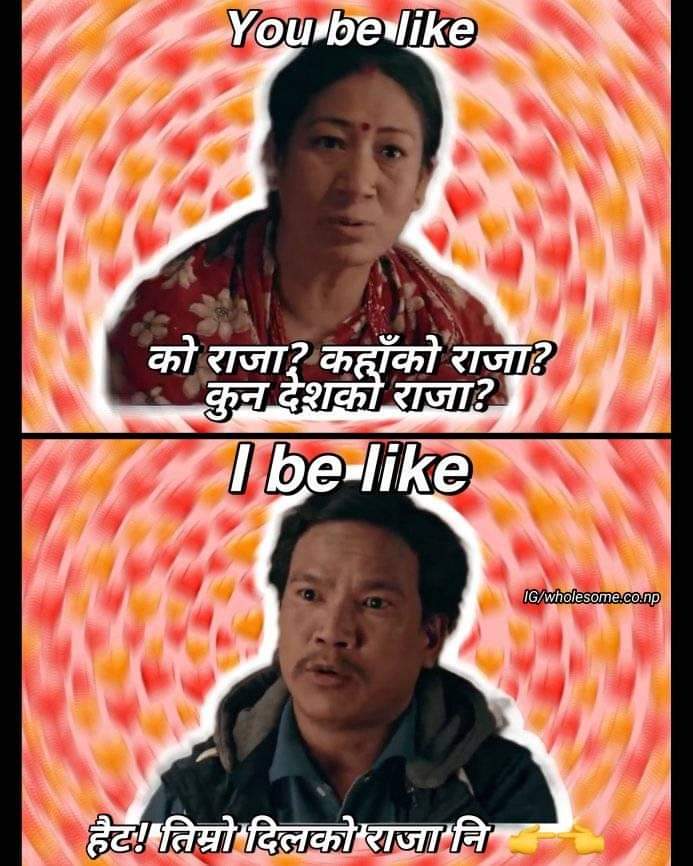 You be like
को राजा? कहाँको राजा?
कुन देशको राजा?
I be like
IG/wholesome.co.np
हैट! तिम्रो दिलको राजा नि 👉👈